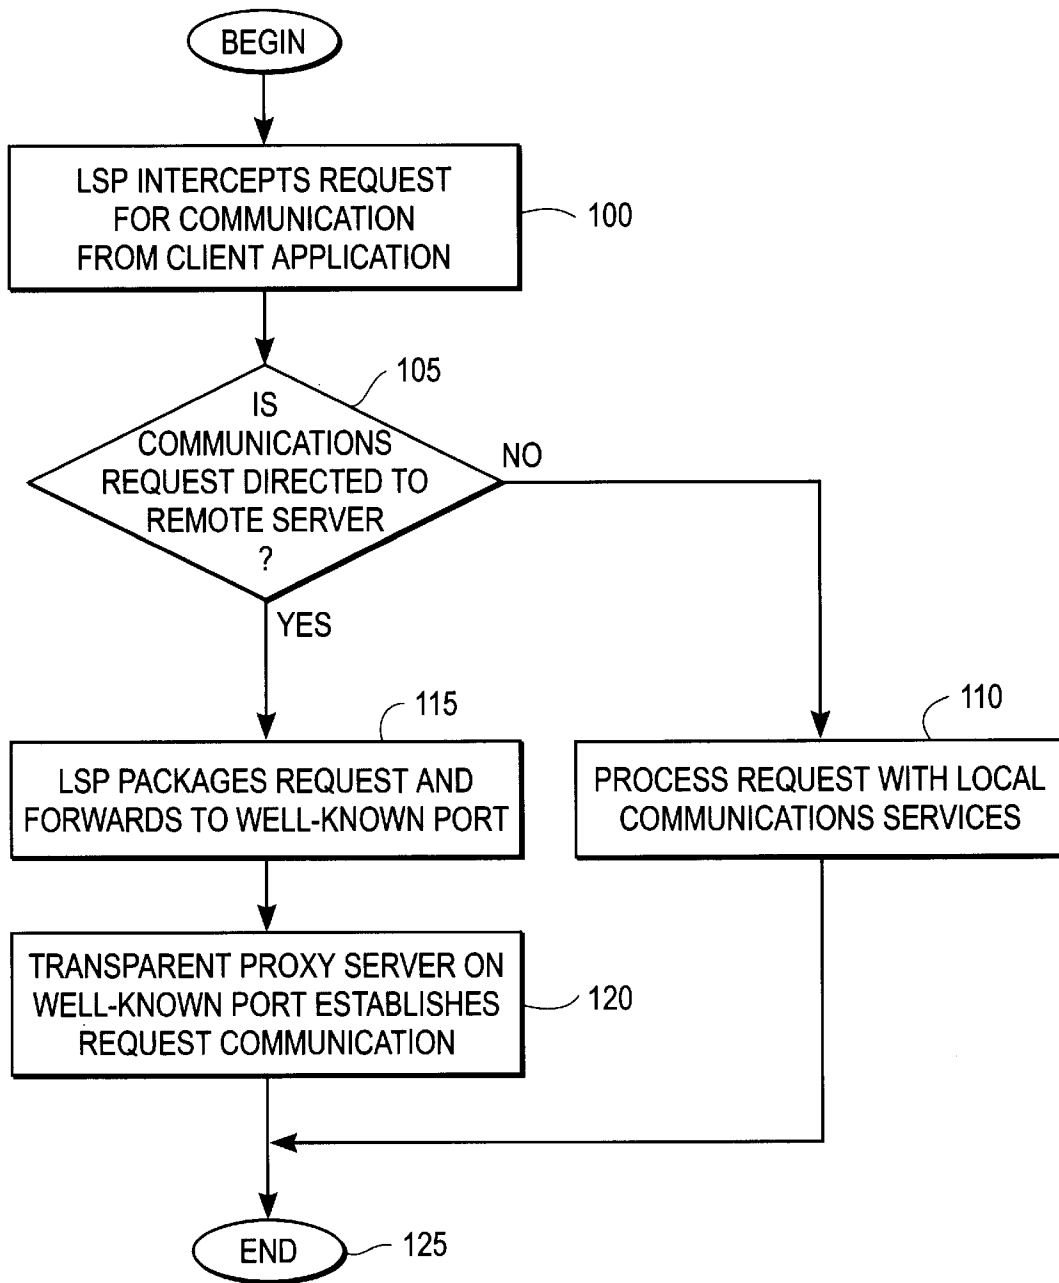 BEGIN
LSP INTERCEPTS REQUEST
FOR COMMUNICATION
FROM CLIENT APPLICATION
100
105
IS
COMMUNICATIONS
REQUEST DIRECTED TO
REMOTE SERVER
?
NO
YES
115
LSP PACKAGES REQUEST AND
FORWARDS TO WELL-KNOWN PORT
110
PROCESS REQUEST WITH LOCAL
COMMUNICATIONS SERVICES
TRANSPARENT PROXY SERVER ON
WELL-KNOWN PORT ESTABLISHES
REQUEST COMMUNICATION
120
END
125